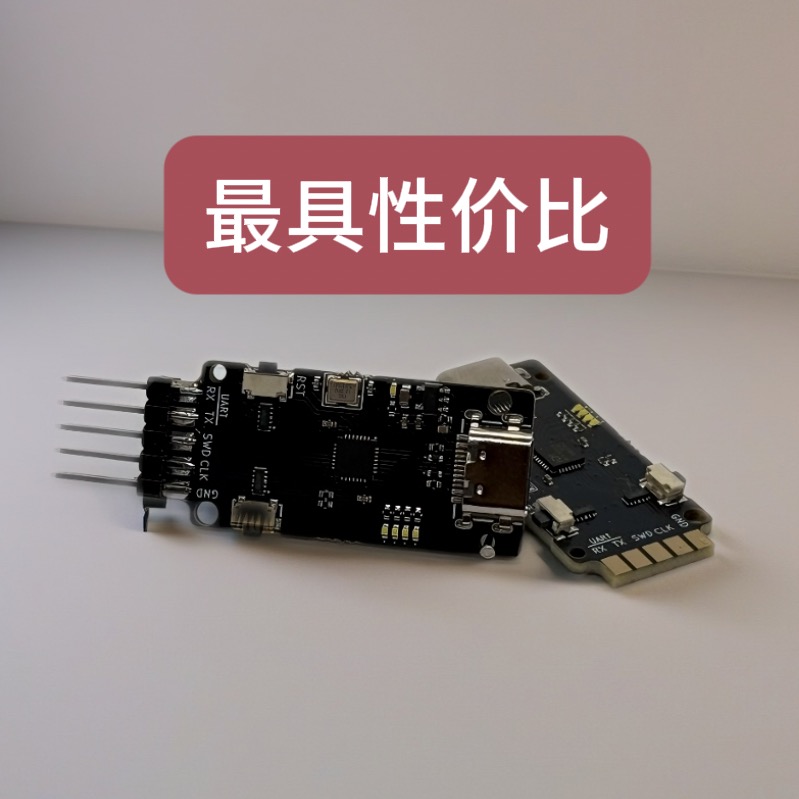 最具性价比
RST
UART
RX TX SWD CLK
GND
UART
RX TX SWD CLK
GND